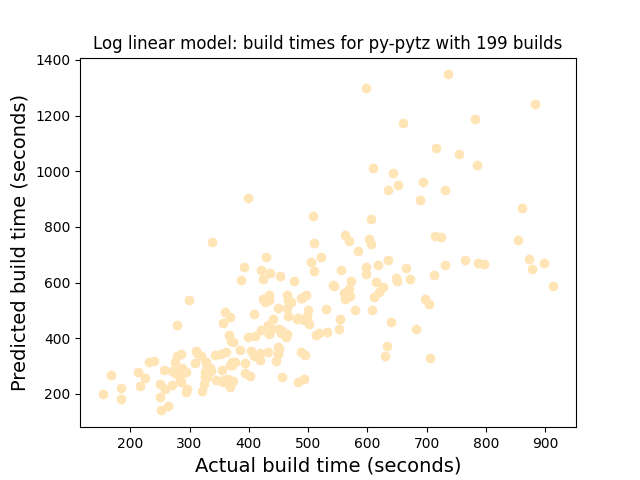 Log linear model: build times for py-pytz with 199 builds
1400
1200
1000
800
600
400
200
Predicted build time (seconds)
200 300 400 500 600 700 800 900
Actual build time (seconds)